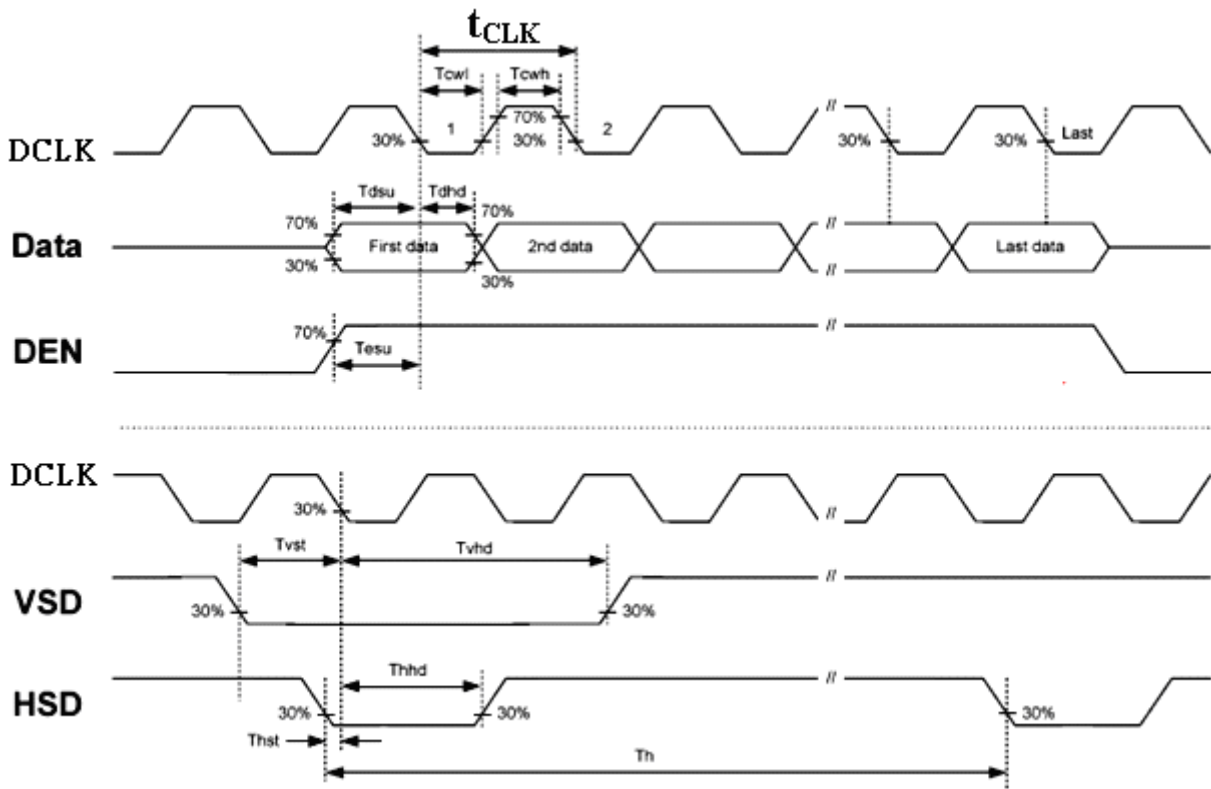 tCLK
Tcwl Tcwh
DCLK 30% 1 70% 30% 2 // 30% 30% Last
Tdsu Tdhd
Data 70% 30% First data 70% 30% 2nd data // // Last data
DEN 70% Tesu //
DCLK 30% //
Tvst Tvhd
VSD 30% 30% //
Thhd
HSD 30% 30% // 30%
Thst
Th